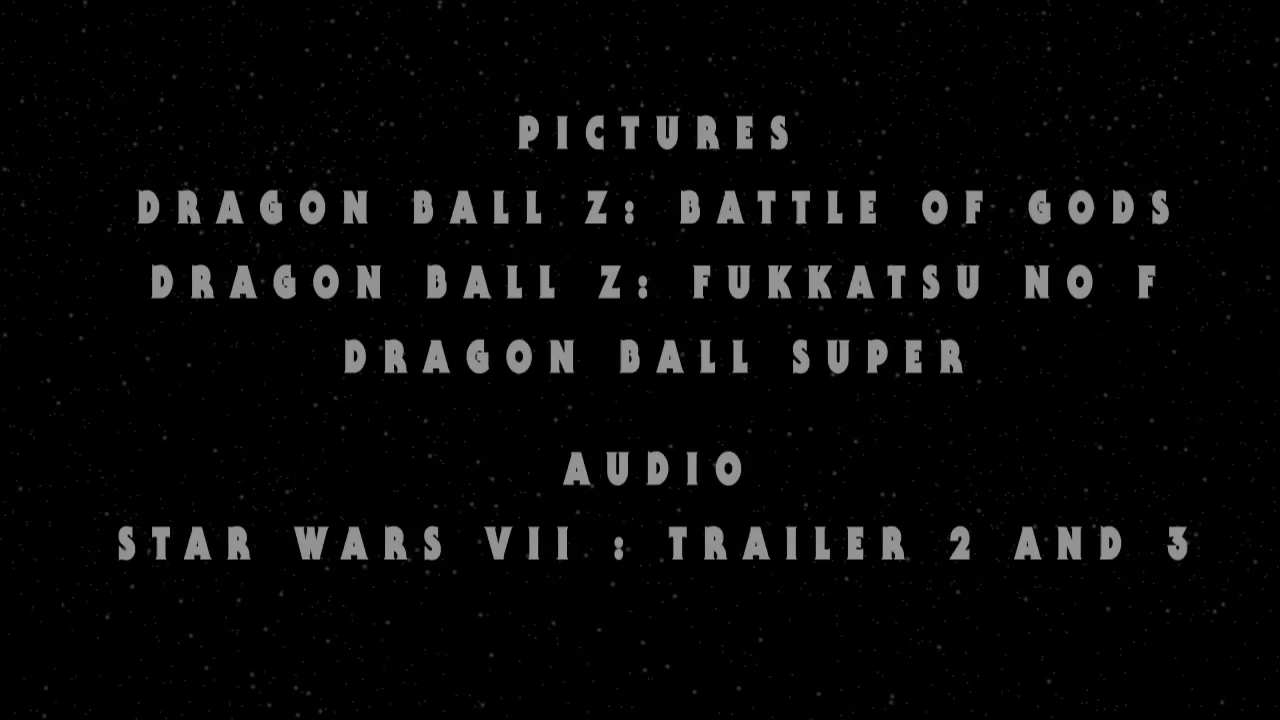 PICTURES
DRAGON BALL Z: BATTLE OF GODS
DRAGON BALL Z: FUKKATSU NO F
DRAGON BALL SUPER
AUDIO
STAR WARS VII : TRAILER 2 AND 3